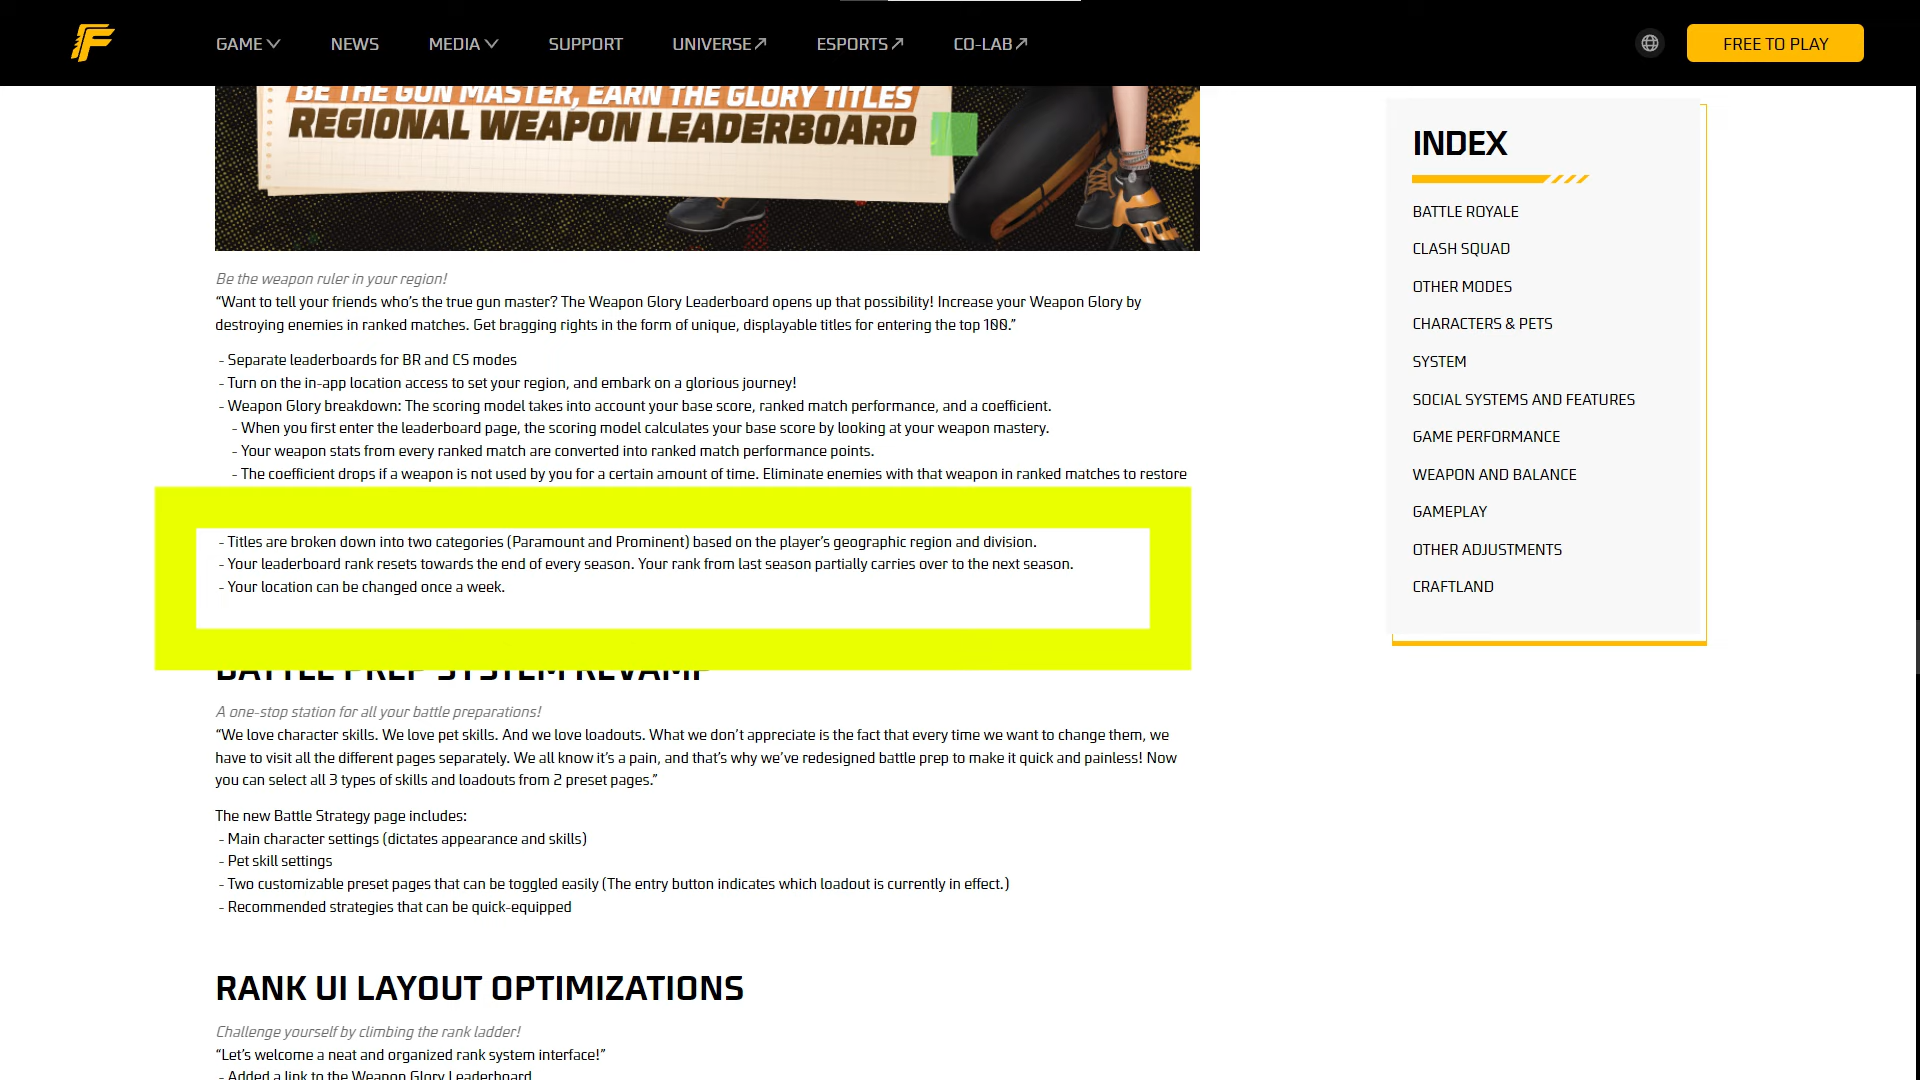 GAME
NEWS
MEDIA
SUPPORT
UNIVERSE
ESPORTS
CO-LAB
FREE TO PLAY
BE THE GUN MASTER, EARN THE GLORY TITLES
REGIONAL WEAPON LEADERBOARD
Be the weapon ruler in your region!
“Want to tell your friends who’s the true gun master? The Weapon Glory Leaderboard opens up that possibility! Increase your Weapon Glory by
destroying enemies in ranked matches. Get bragging rights in the form of unique, displayable titles for entering the top 100.”
- Separate leaderboards for BR and CS modes
- Turn on the in-app location access to set your region, and embark on a glorious journey!
- Weapon Glory breakdown: The scoring model takes into account your base score, ranked match performance, and a coefficient.
- When you first enter the leaderboard page, the scoring model calculates your base score by looking at your weapon mastery.
- Your weapon stats from every ranked match are converted into ranked match performance points.
- The coefficient drops if a weapon is not used by you for a certain amount of time. Eliminate enemies with that weapon in ranked matches to restore
- Titles are broken down into two categories (Paramount and Prominent) based on the player’s geographic region and division.
- Your leaderboard rank resets towards the end of every season. Your rank from last season partially carries over to the next season.
- Your location can be changed once a week.
BATTLE PREP SYSTEM REVAMP
A one-stop station for all your battle preparations!
“We love character skills. We love pet skills. And we love loadouts. What we don’t appreciate is the fact that every time we want to change them, we
have to visit all the different pages separately. We all know it’s a pain, and that’s why we’ve redesigned battle prep to make it quick and painless! Now
you can select all 3 types of skills and loadouts from 2 preset pages.”
The new Battle Strategy page includes:
- Main character settings (dictates appearance and skills)
- Pet skill settings
- Two customizable preset pages that can be toggled easily (The entry button indicates which loadout is currently in effect.)
- Recommended strategies that can be quick-equipped
RANK UI LAYOUT OPTIMIZATIONS
Challenge yourself by climbing the rank ladder!
“Let’s welcome a neat and organized rank system interface!”
- Added a link to the Weapon Glory Leaderboard
INDEX
BATTLE ROYALE
CLASH SQUAD
OTHER MODES
CHARACTERS & PETS
SYSTEM
SOCIAL SYSTEMS AND FEATURES
GAME PERFORMANCE
WEAPON AND BALANCE
GAMEPLAY
OTHER ADJUSTMENTS
CRAFTLAND